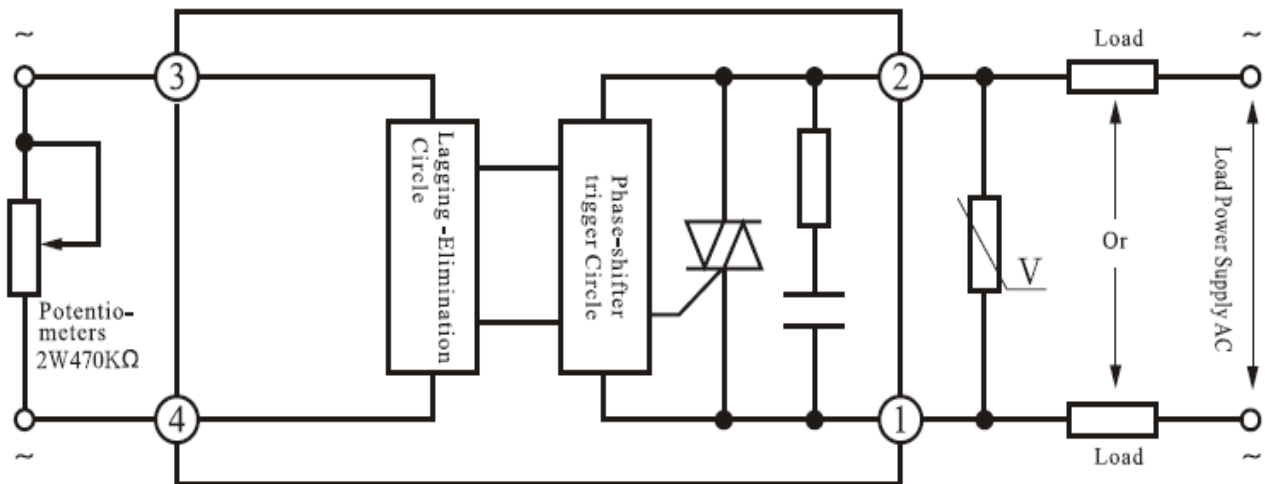 ~
3
Potentio-
meters
2W470KΩ
4
~
Lagging-Elimination
Circle
Phase-shifter
trigger Circle
2
1
V
Load
Or
Load
~
Load Power Supply AC
~